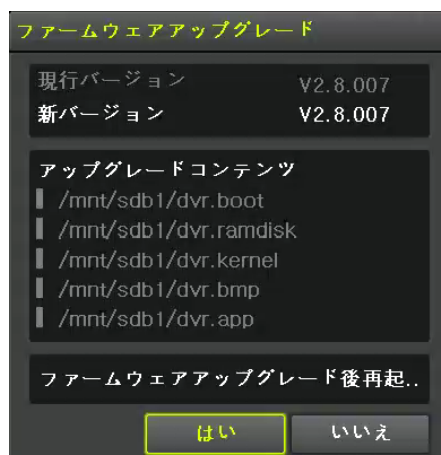 ファームウェアアップグレード
現行バージョン V2.8.007
新バージョン V2.8.007
アップグレードコンテンツ
/mnt/sdb1/dvr.boot
/mnt/sdb1/dvr.ramdisk
/mnt/sdb1/dvr.kernel
/mnt/sdb1/dvr.bmp
/mnt/sdb1/dvr.app
ファームウェアアップグレード後再起..
はい いいえ